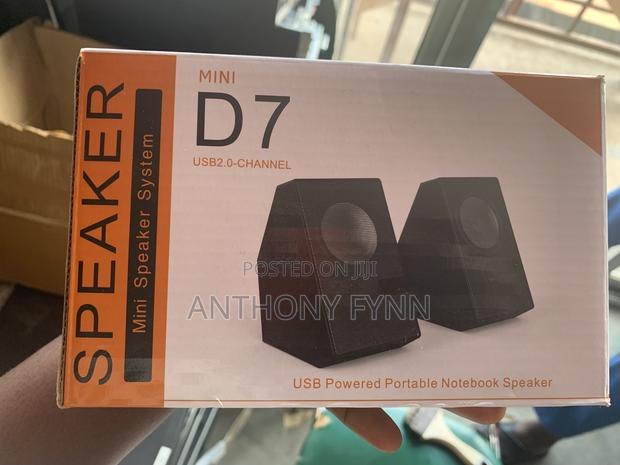 SPEAKER
Mini Speaker System
MINI
D7
USB2.0-CHANNEL
POSTED ON JIJI
ANTHONY FYNN
USB Powered Portable Notebook Speaker